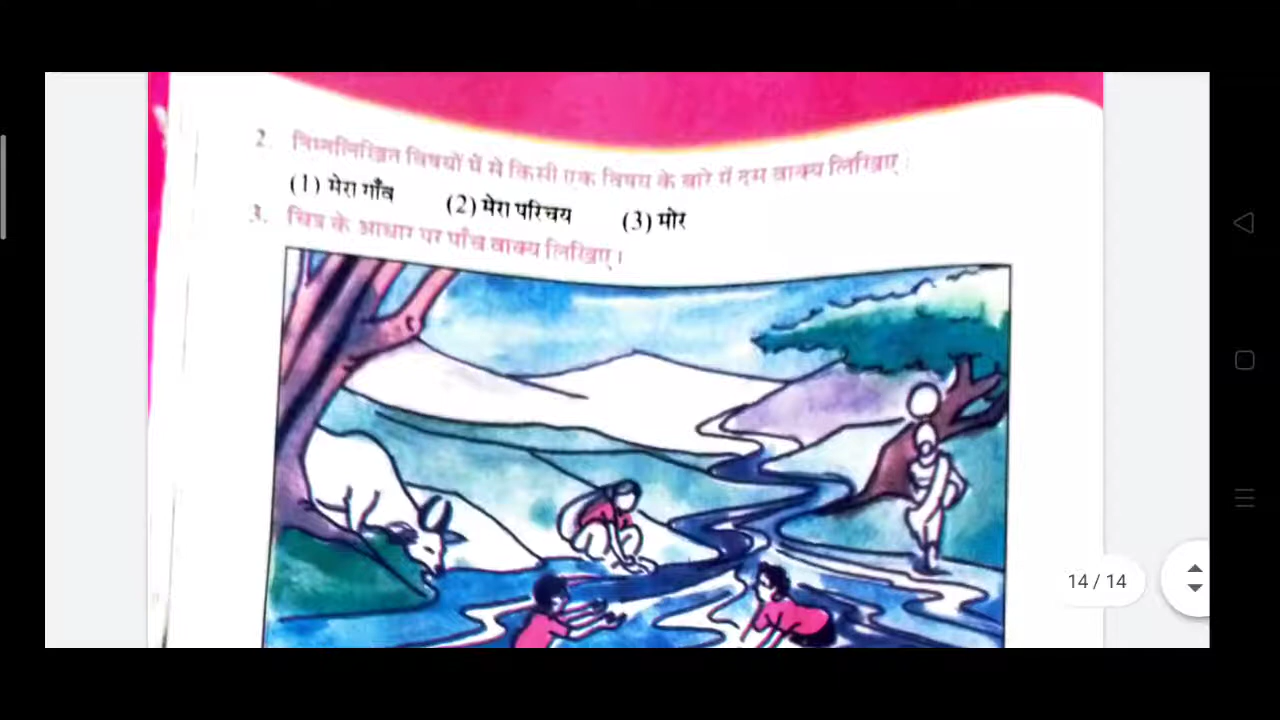 2. निम्नलिखित विषयों में से किसी एक विषय के बारे में दस वाक्य लिखिए :
(1) मेरा गाँव (2) मेरा परिचय (3) मोर
3. चित्र के आधार पर पाँच वाक्य लिखिए ।
14 / 14